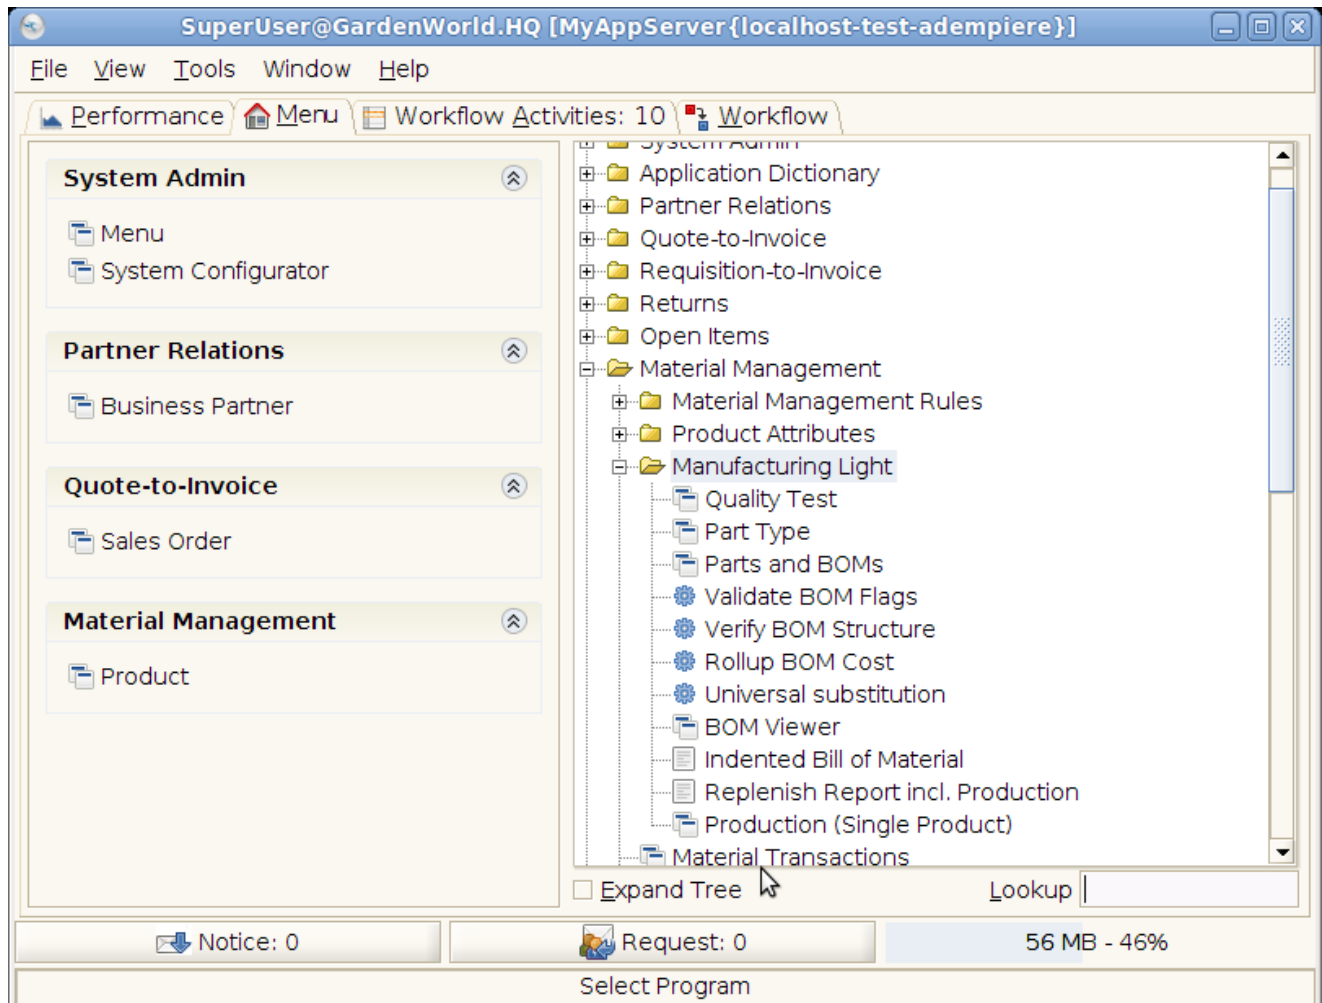 SuperUser@GardenWorld.HQ [MyAppServer{localhost-test-adempiere}]
File View Tools Window Help
Performance Menu Workflow Activities: 10 Workflow
System Admin
Menu
System Configurator
Partner Relations
Business Partner
Quote-to-Invoice
Sales Order
Material Management
Product
System Admin
Application Dictionary
Partner Relations
Quote-to-Invoice
Requisition-to-Invoice
Returns
Open Items
Material Management
Material Management Rules
Product Attributes
Manufacturing Light
Quality Test
Part Type
Parts and BOMs
Validate BOM Flags
Verify BOM Structure
Rollup BOM Cost
Universal substitution
BOM Viewer
Indented Bill of Material
Replenish Report incl. Production
Production (Single Product)
Material Transactions
Expand Tree Lookup
Notice: 0 Request: 0 56 MB - 46%
Select Program